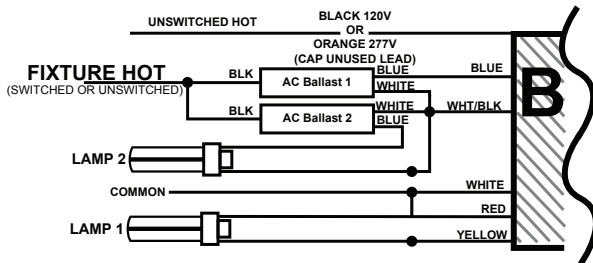 UNSWITCHED HOT
BLACK 120V
OR
ORANGE 277V
(CAP UNUSED LEAD)
FIXTURE HOT
(SWITCHED OR UNSWITCHED)
BLK
AC Ballast 1
BLUE
WHITE
BLUE
B
BLK
AC Ballast 2
WHITE
BLUE
WHT/BLK
LAMP 2
COMMON
WHITE
RED
LAMP 1
YELLOW